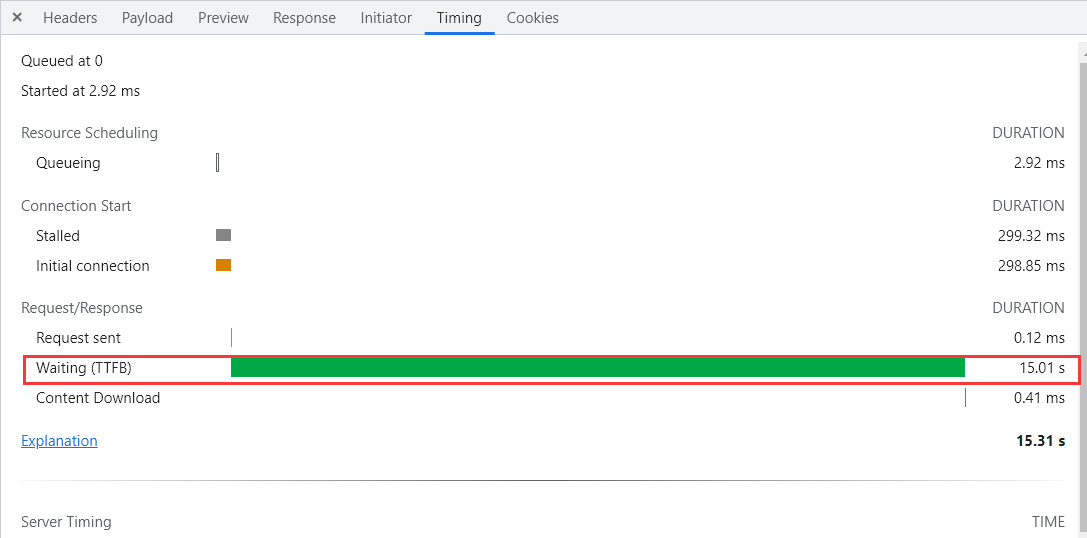 × Headers Payload Preview Response Initiator Timing Cookies
Queued at 0
Started at 2.92 ms
Resource Scheduling DURATION
Queueing 2.92 ms
Connection Start DURATION
Stalled 299.32 ms
Initial connection 298.85 ms
Request/Response DURATION
Request sent 0.12 ms
Waiting (TTFB) 15.01 s
Content Download 0.41 ms
Explanation 15.31 s
Server Timing TIME